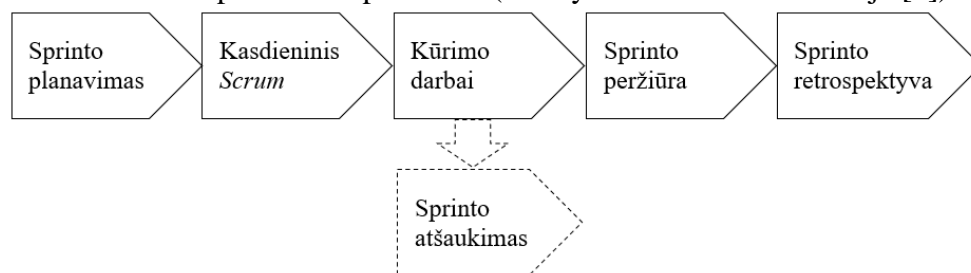 Sprinto planavimas
Kasdieninis Scrum
Kūrimo darbai
Sprinto peržiūra
Sprinto retrospektyva
Sprinto atšaukimas